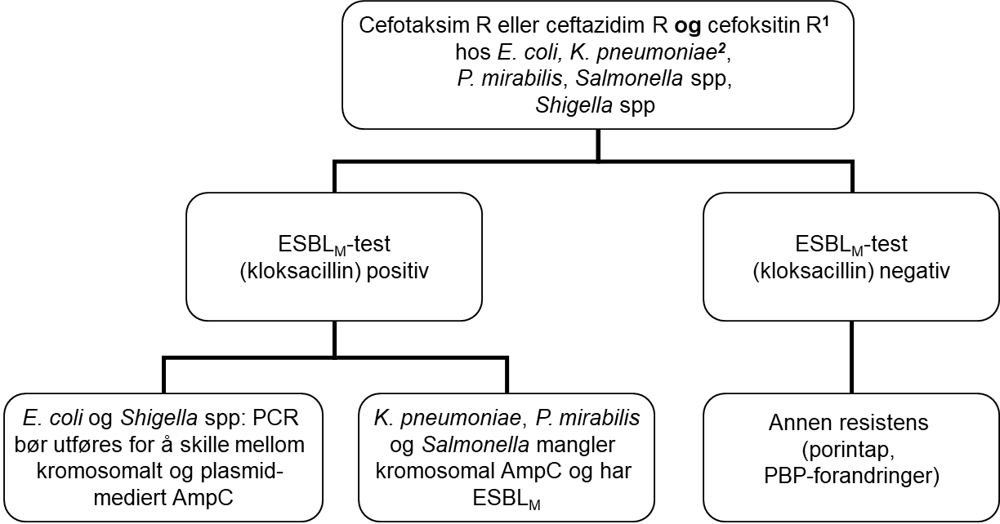 Cefotaksim R eller ceftazidim R og cefoksitin R¹
hos E. coli, K. pneumoniae²,
P. mirabilis, Salmonella spp,
Shigella spp
ESBLM-test
(kloksacillin) positiv
ESBLM-test
(kloksacillin) negativ
E. coli og Shigella spp: PCR
bør utføres for å skille mellom
kromosomalt og plasmid-
mediert AmpC
K. pneumoniae, P. mirabilis
og Salmonella mangler
kromosomal AmpC og har
ESBLM
Annen resistens
(porintap,
PBP-forandringer)